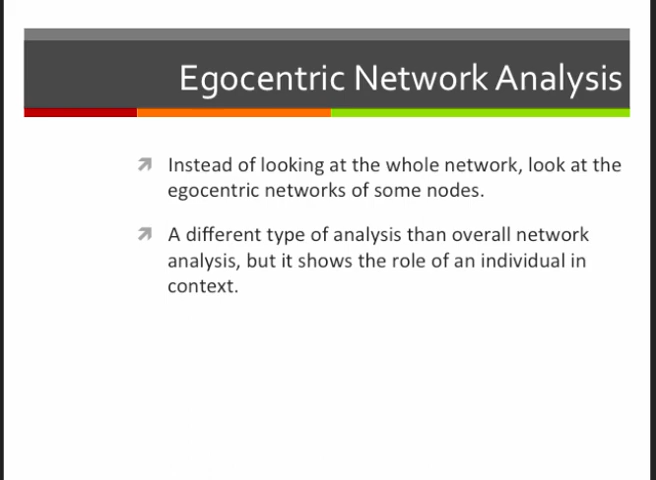 Egocentric Network Analysis
Instead of looking at the whole network, look at the
egocentric networks of some nodes.
A different type of analysis than overall network
analysis, but it shows the role of an individual in
context.